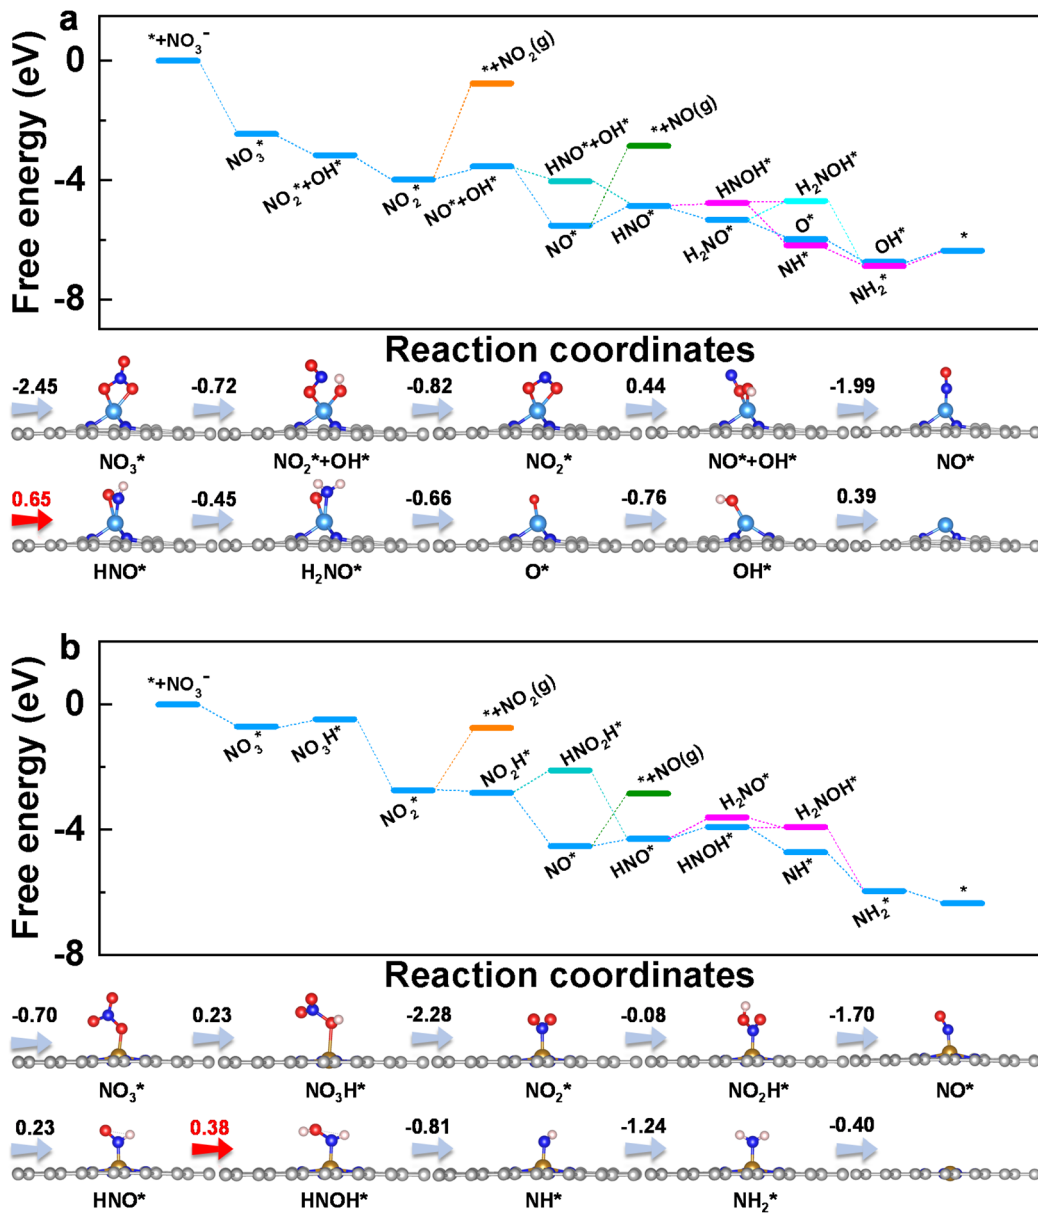 a
Free energy (eV)
0
-4
-8
*+NO₃⁻
NO₃*
NO₂*+OH*
NO₂*
*+NO₂(g)
NO*+OH*
HNO*+OH*
NO*
*+NO(g)
HNO*
HNOH*
H₂NO*
H₂NOH*
O*
NH*
OH*
NH₂*
*
Reaction coordinates
-2.45 -0.72 -0.82 0.44 -1.99
NO₃* NO₂*+OH* NO₂* NO*+OH* NO*
0.65 -0.45 -0.66 -0.76 0.39
HNO* H₂NO* O* OH*
b
Free energy (eV)
0
-4
-8
*+NO₃⁻
NO₃*
NO₃H*
NO₂*
*+NO₂(g)
NO₂H*
HNO₂H*
NO*
*+NO(g)
HNO*
H₂NO*
HNOH*
H₂NOH*
NH*
NH₂*
*
Reaction coordinates
-0.70 0.23 -2.28 -0.08 -1.70
NO₃* NO₃H* NO₂* NO₂H* NO*
0.23 0.38 -0.81 -1.24 -0.40
HNO* HNOH* NH* NH₂*